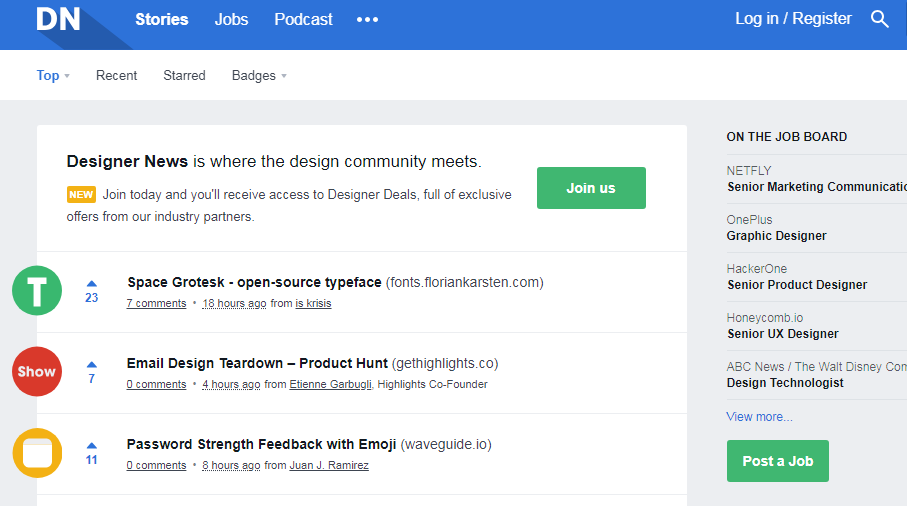 DN Stories Jobs Podcast ••• Log in / Register
Top Recent Starred Badges
Designer News is where the design community meets.
NEW Join today and you'll receive access to Designer Deals, full of exclusive
offers from our industry partners.
Join us
T
23
Space Grotesk - open-source typeface (fonts.floriankarsten.com)
7 comments • 18 hours ago from is krisis
Show
7
Email Design Teardown – Product Hunt (gethighlights.co)
0 comments • 4 hours ago from Etienne Garbugli, Highlights Co-Founder
11
Password Strength Feedback with Emoji (waveguide.io)
0 comments • 8 hours ago from Juan J. Ramirez
ON THE JOB BOARD
NETFLY
Senior Marketing Communicatio
OnePlus
Graphic Designer
HackerOne
Senior Product Designer
Honeycomb.io
Senior UX Designer
ABC News / The Walt Disney Com
Design Technologist
View more...
Post a Job